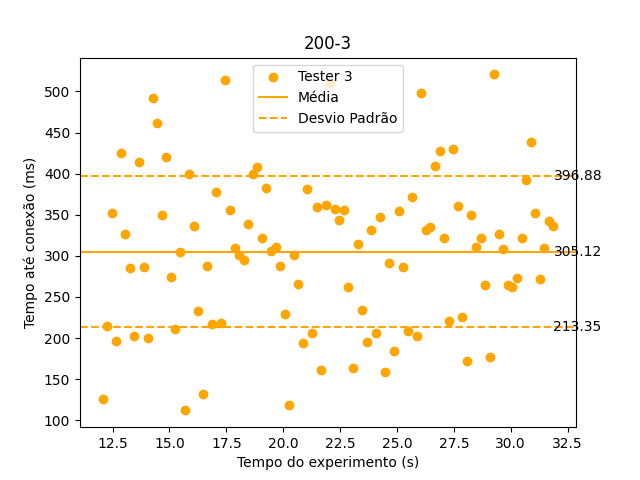 200-3
Tester 3
Média
Desvio Padrão
500
450
400
350
300
250
200
150
100
Tempo até conexão (ms)
396.88
305.12
213.35
12.5 15.0 17.5 20.0 22.5 25.0 27.5 30.0 32.5
Tempo do experimento (s)